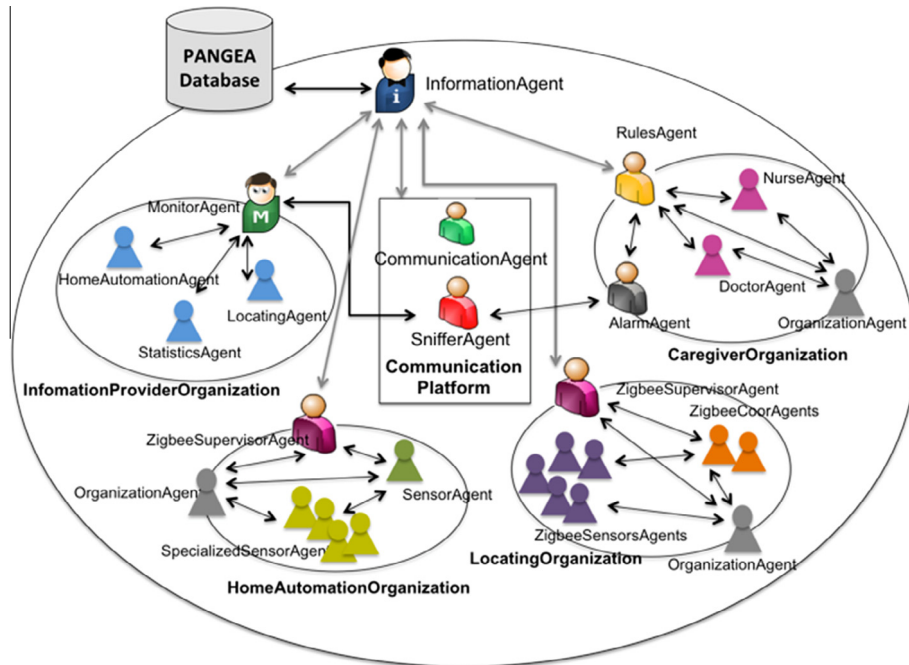 PANGEA
Database
i
InformationAgent
RulesAgent
NurseAgent
MonitorAgent
M
HomeAutomationAgent
LocatingAgent
StatisticsAgent
InfomationProviderOrganization
CommunicationAgent
SnifferAgent
Communication
Platform
DoctorAgent
AlarmAgent
OrganizationAgent
CaregiverOrganization
ZigbeeSupervisorAgent
OrganizationAgent
SensorAgent
SpecializedSensorAgent
HomeAutomationOrganization
ZigbeeSupervisorAgent
ZigbeeCoorAgents
ZigbeeSensorsAgents
LocatingOrganization
OrganizationAgent